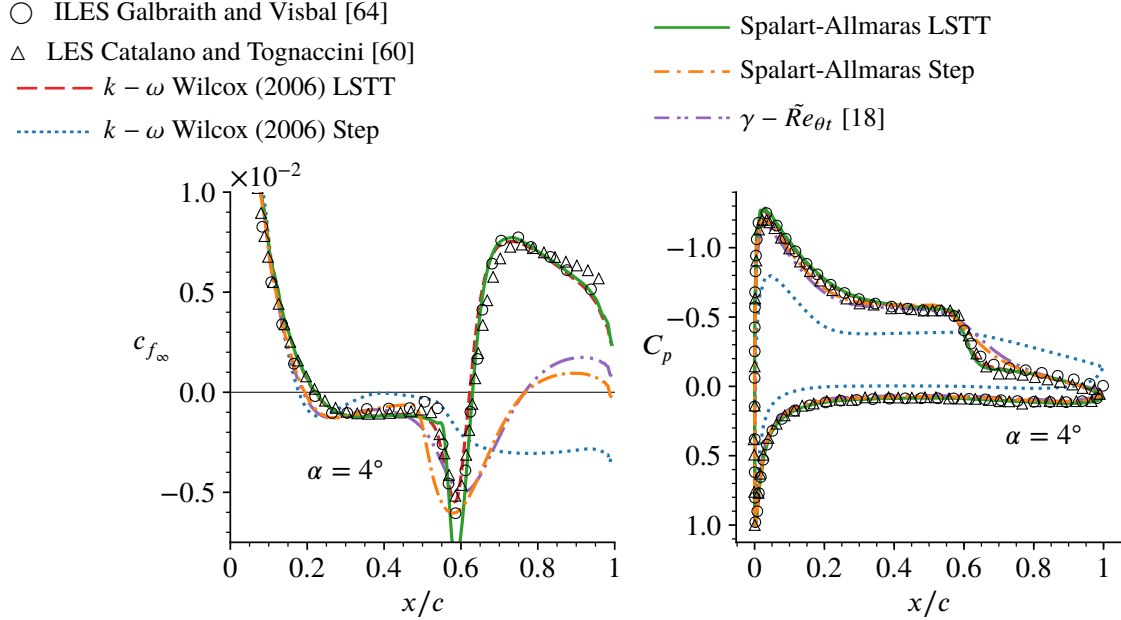 ILES Galbraith and Visbal [64]
LES Catalano and Tognaccini [60]
k − ω Wilcox (2006) LSTT
k − ω Wilcox (2006) Step
Spalart-Allmaras LSTT
Spalart-Allmaras Step
γ − R̃e_θt [18]
×10⁻²
1.0
0.5
0.0
−0.5
c_f∞
α = 4°
0 0.2 0.4 0.6 0.8 1
x/c
−1.0
−0.5
0.0
0.5
1.0
C_p
α = 4°
0 0.2 0.4 0.6 0.8 1
x/c